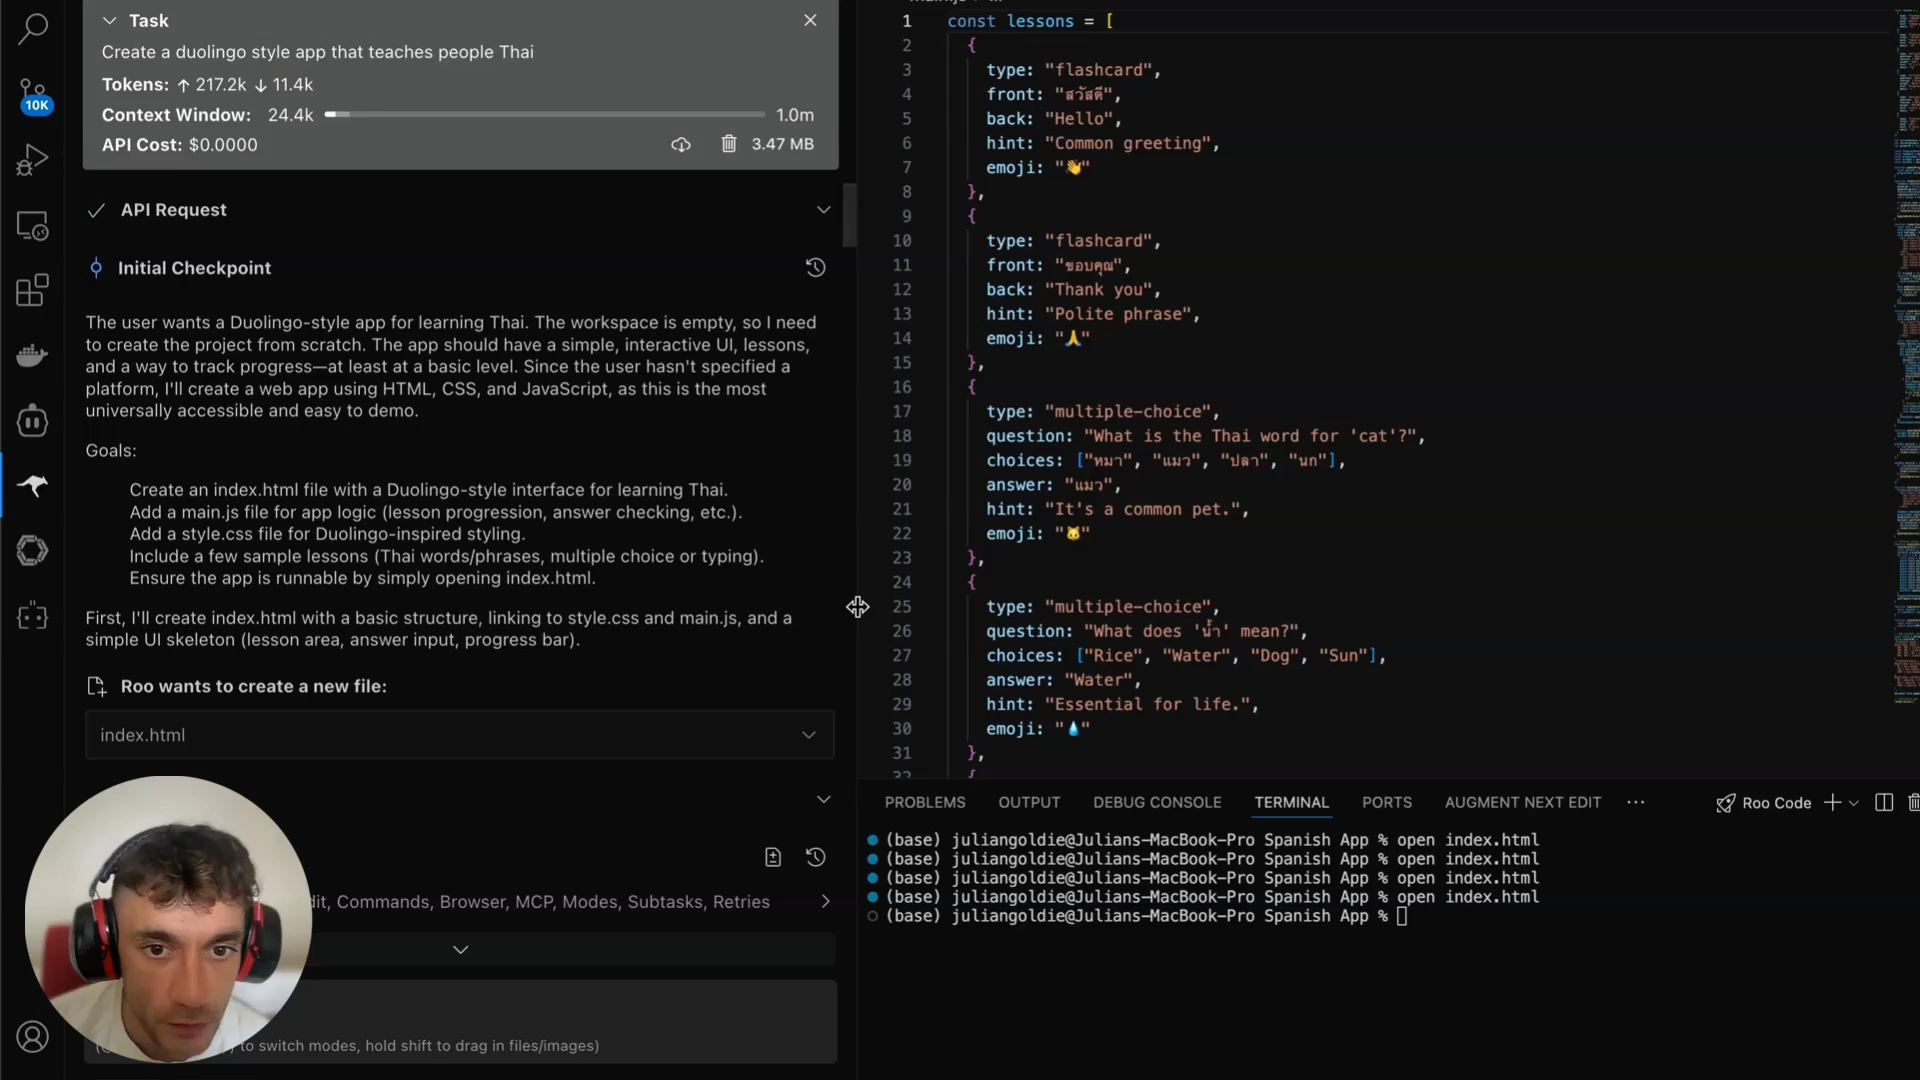 Task
Create a duolingo style app that teaches people Thai
Tokens: ↑ 217.2k ↓ 11.4k
Context Window: 24.4k 1.0m
API Cost: $0.0000 3.47 MB
10K
API Request
Initial Checkpoint
The user wants a Duolingo-style app for learning Thai. The workspace is empty, so I need
to create the project from scratch. The app should have a simple, interactive UI, lessons,
and a way to track progress—at least at a basic level. Since the user hasn't specified a
platform, I'll create a web app using HTML, CSS, and JavaScript, as this is the most
universally accessible and easy to demo.
Goals:
Create an index.html file with a Duolingo-style interface for learning Thai.
Add a main.js file for app logic (lesson progression, answer checking, etc.).
Add a style.css file for Duolingo-inspired styling.
Include a few sample lessons (Thai words/phrases, multiple choice or typing).
Ensure the app is runnable by simply opening index.html.
First, I'll create index.html with a basic structure, linking to style.css and main.js, and a
simple UI skeleton (lesson area, answer input, progress bar).
Roo wants to create a new file:
index.html
Commands, Browser, MCP, Modes, Subtasks, Retries
to switch modes, hold shift to drag in files/images)
1 const lessons = [
2 {
3 type: "flashcard",
4 front: "สวัสดี",
5 back: "Hello",
6 hint: "Common greeting",
7 emoji: "👋"
8 },
9 {
10 type: "flashcard",
11 front: "ขอบคุณ",
12 back: "Thank you",
13 hint: "Polite phrase",
14 emoji: "🙏"
15 },
16 {
17 type: "multiple-choice",
18 question: "What is the Thai word for 'cat'?",
19 choices: ["หมา", "แมว", "ปลา", "นก"],
20 answer: "แมว",
21 hint: "It's a common pet.",
22 emoji: "🐱"
23 },
24 {
25 type: "multiple-choice",
26 question: "What does 'น้ำ' mean?",
27 choices: ["Rice", "Water", "Dog", "Sun"],
28 answer: "Water",
29 hint: "Essential for life.",
30 emoji: "💧"
31 },
32 {
PROBLEMS OUTPUT DEBUG CONSOLE TERMINAL PORTS AUGMENT NEXT EDIT ··· Roo Code
(base) juliangoldie@Julians-MacBook-Pro Spanish App % open index.html
(base) juliangoldie@Julians-MacBook-Pro Spanish App % open index.html
(base) juliangoldie@Julians-MacBook-Pro Spanish App % open index.html
(base) juliangoldie@Julians-MacBook-Pro Spanish App % open index.html
(base) juliangoldie@Julians-MacBook-Pro Spanish App %